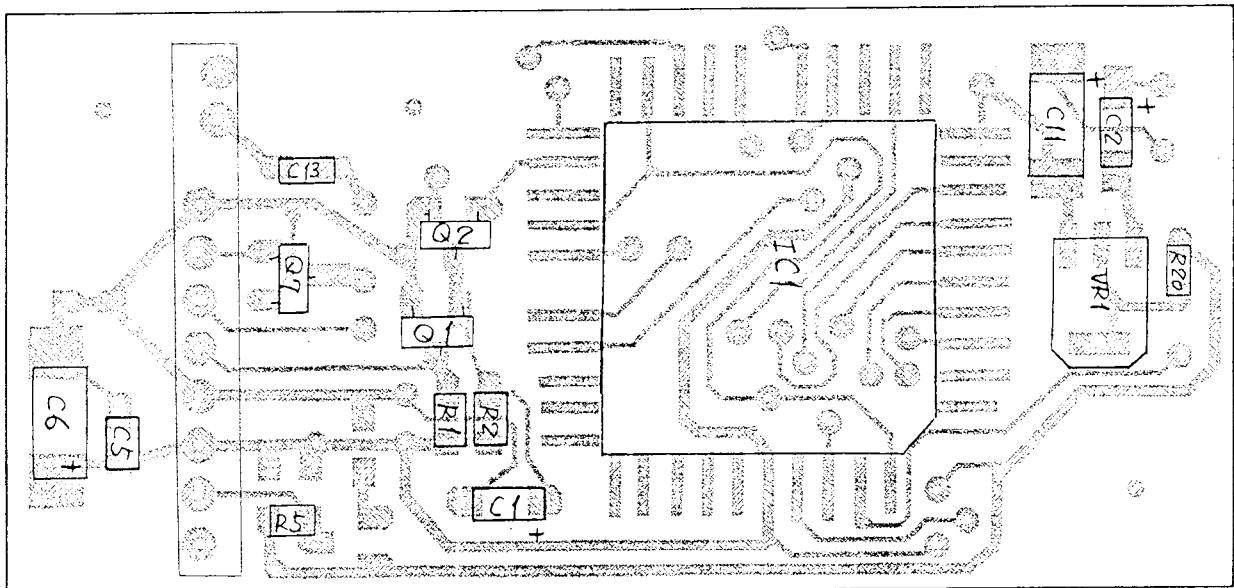 C11
+
C2
+
C13
Q2
Q7
IC1
VR1
R20
Q1
C6
+
C5
R1
R2
C1
+
R5